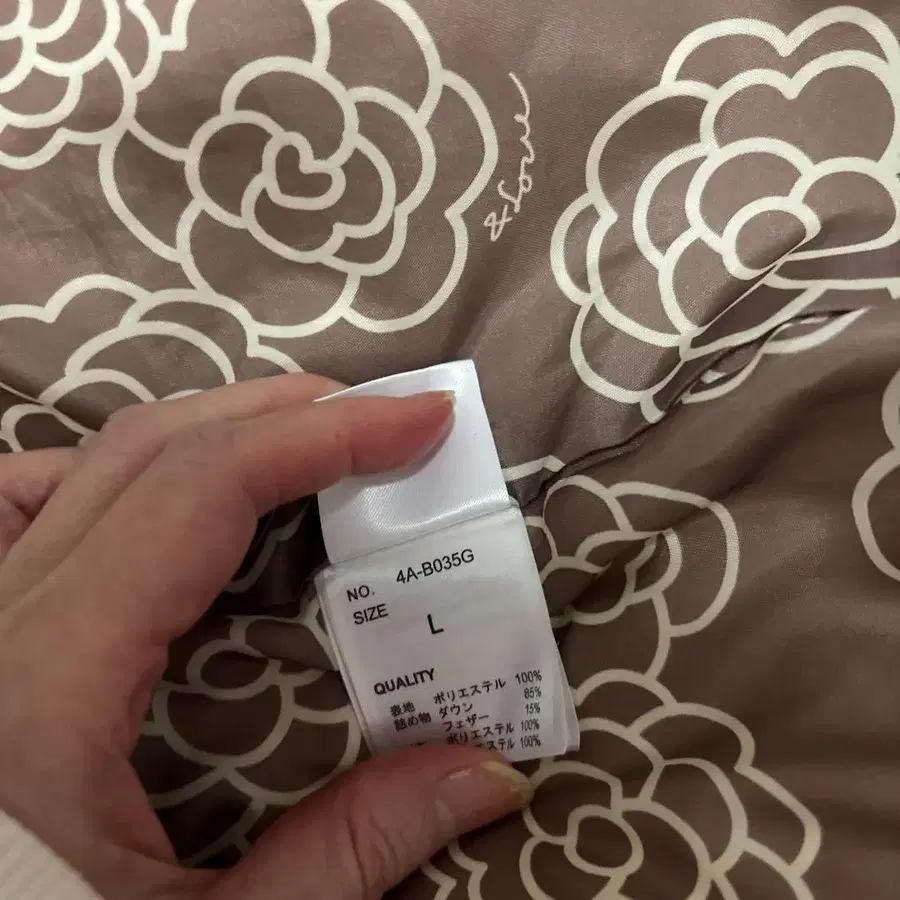 & Love
NO. 4A-B035G
SIZE
L
QUALITY
表地 ポリエステル 100%
詰め物 ダウン 85%
フェザー 15%
ポリエステル 100%
エステル 100%